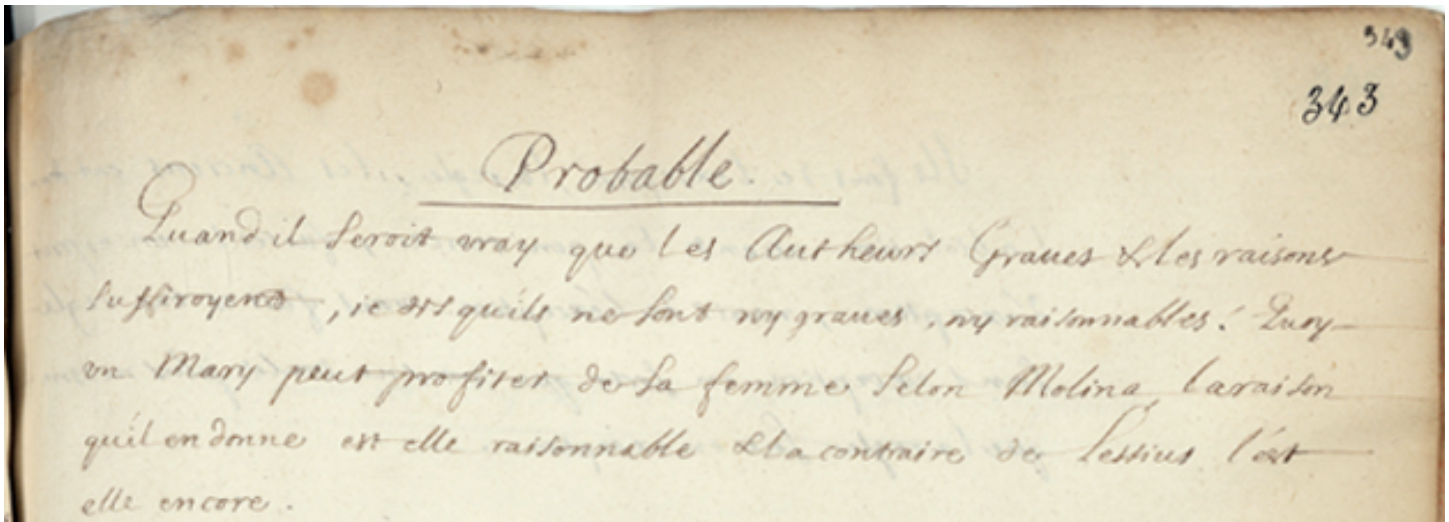 349
343
Probable.
Quand il seroit vray que les Autheurs Graues & les raisons
suffiroyent, ie dis quils ne sont ny graues, ny raisonnables. Quoy
vn Mary peut profiter de sa femme selon Molina, la raison
quil en donne est elle raisonnable & la contraire de Lessius l'est
elle encore.